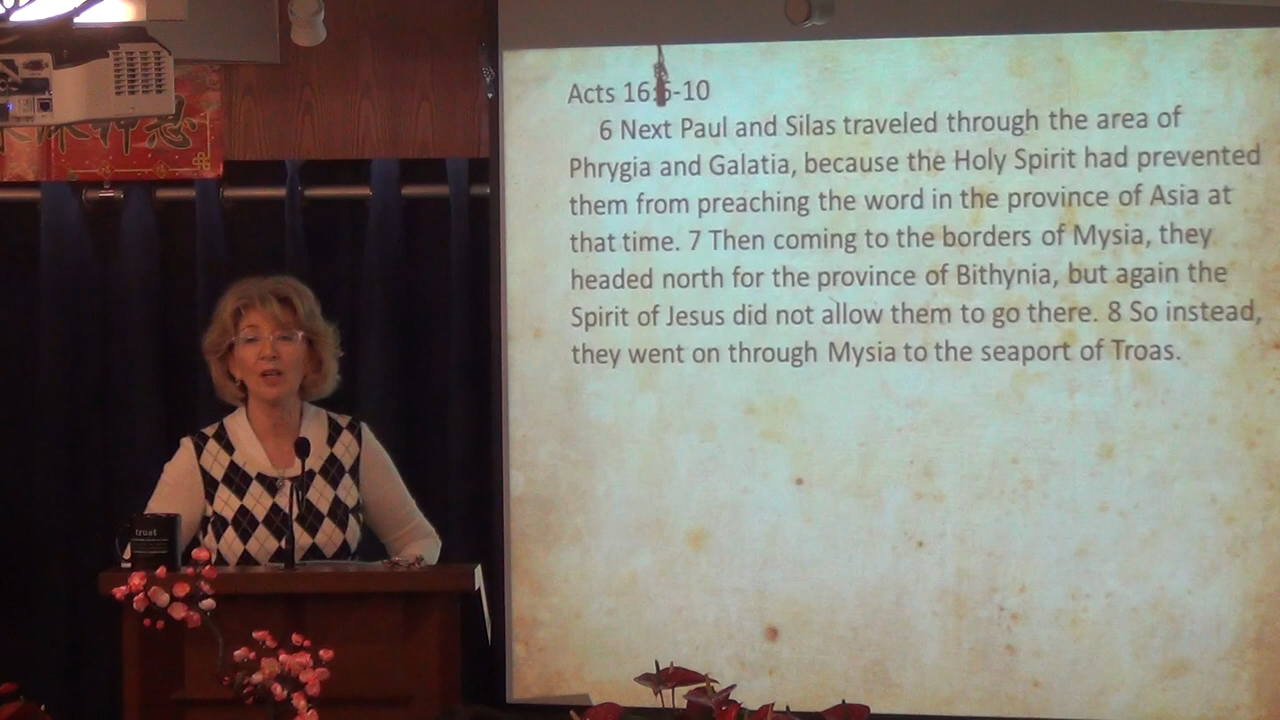 Acts 16:6-10
6 Next Paul and Silas traveled through the area of
Phrygia and Galatia, because the Holy Spirit had prevented
them from preaching the word in the province of Asia at
that time. 7 Then coming to the borders of Mysia, they
headed north for the province of Bithynia, but again the
Spirit of Jesus did not allow them to go there. 8 So instead,
they went on through Mysia to the seaport of Troas.
trust